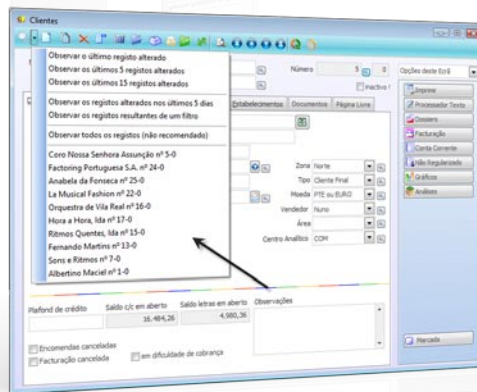 Clientes
Observar o último registo alterado
Observar os últimos 5 registos alterados
Observar os últimos 15 registos alterados
Observar os registos alterados nos últimos 5 dias
Observar os registos resultantes de um filtro
Observar todos os registos (não recomendado)
Coro Nossa Senhora Assunção nº 5-0
Factoring Portuguesa S.A. nº 24-0
Anabela da Fonseca nº 25-0
La Musical Fashion nº 22-0
Orquestra de Vila Real nº 16-0
Hora a Hora, lda nº 17-0
Ritmos Quentes, lda nº 15-0
Fernando Martins nº 13-0
Sons e Ritmos nº 7-0
Albertino Maciel nº 1-0
Número 5 0
Inactivo !
Estabelecimentos Documentos Página Livre
Zona Norte
Tipo Cliente Final
Moeda PTE ou EURO
Vendedor Nuno
Área
Centro Analítico COM
Plafond de crédito Saldo c/c em aberto Saldo letras em aberto Observações
16.484,26 4.980,36
Encomendas canceladas
Facturação cancelada em dificuldade de cobrança
Opções deste Ecrã
Imprime
Processador Texto
Dossiers
Facturação
Conta Corrente
Não Regularizado
Gráficos
Análises
Marcada